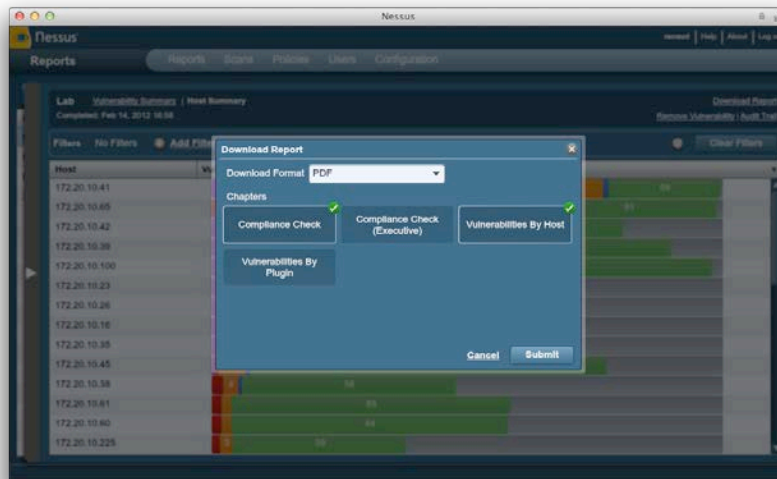 Nessus
Nessus
Help | About | Log
Reports
Reports Scans Policies Users Configuration
Lab Vulnerability Summary | Host Summary
Download Report
Completed: Feb 14, 2012
Remove Vulnerability | Audit Trail
Filters No Filters Add Filter
Clear Filters
Download Report
Download Format PDF
Chapters
Compliance Check
Compliance Check
(Executive)
Vulnerabilities By Host
Vulnerabilities By
Plugin
Cancel Submit
Host
172.20.10.41
172.20.10.65
172.20.10.42
172.20.10.39
172.20.10.100
172.20.10.23
172.20.10.26
172.20.10.16
172.20.10.35
172.20.10.45
172.20.10.38
172.20.10.61
172.20.10.60
172.20.10.225